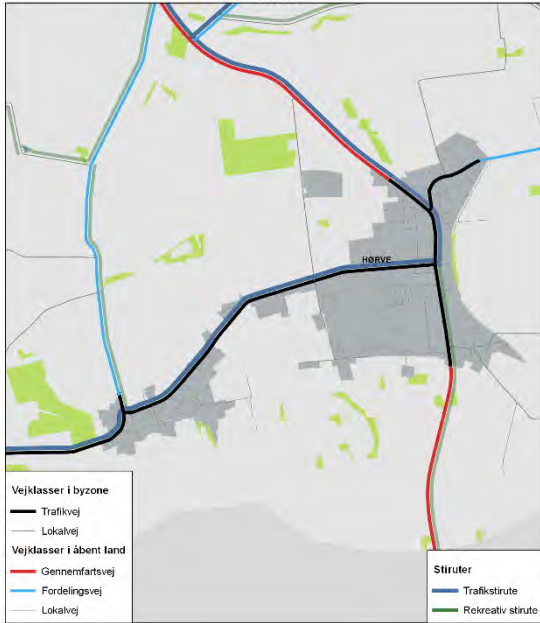 HØRVE
Vejklasser i byzone
Trafikvej
Lokalvej
Vejklasser i åbent land
Gennemfartsvej
Fordelingsvej
Lokalvej
Stiruter
Trafikstirute
Rekreativ stirute